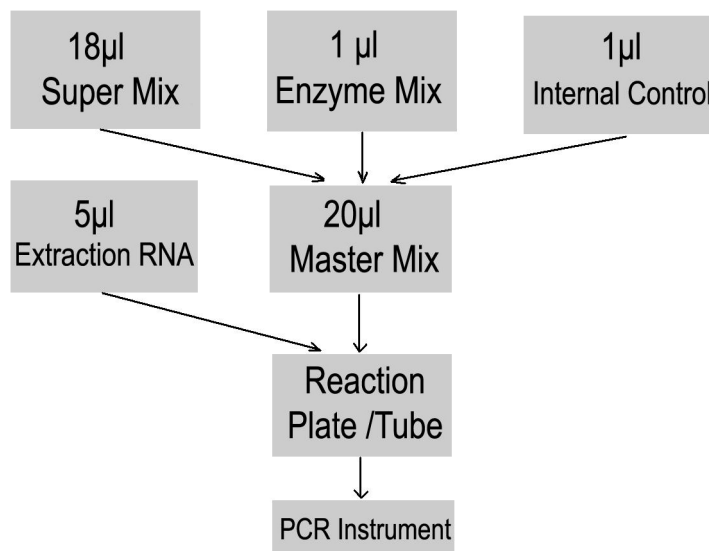 18µl
Super Mix
1 µl
Enzyme Mix
1µl
Internal Control
5µl
Extraction RNA
20µl
Master Mix
Reaction
Plate /Tube
PCR Instrument